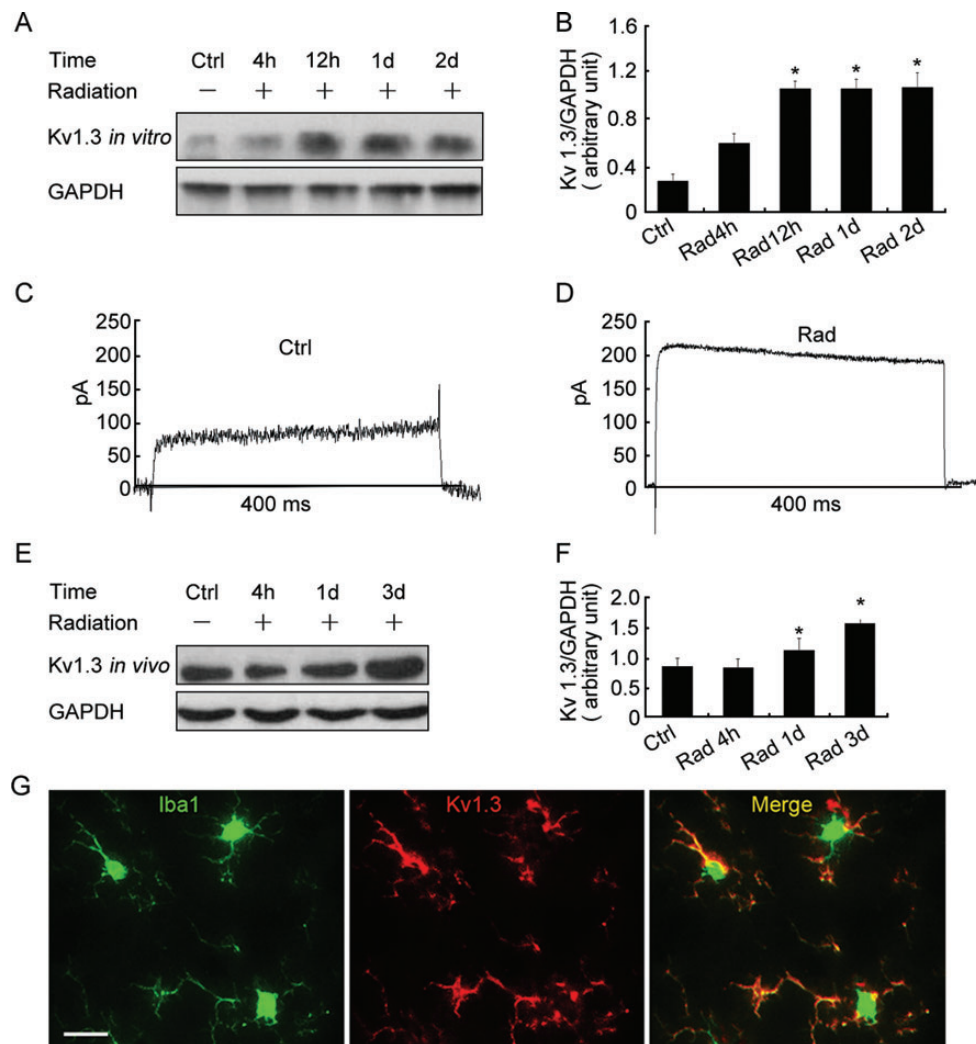 A
Time Ctrl 4h 12h 1d 2d
Radiation − + + + +
Kv1.3 in vitro
GAPDH
B
Kv 1.3/GAPDH
( arbitrary unit)
1.6
1.2
0.8
0.4
0
Ctrl Rad4h Rad12h Rad 1d Rad 2d
* * *
C
Ctrl
pA
250
200
150
100
50
0
400 ms
D
Rad
pA
250
200
150
100
50
0
400 ms
E
Time Ctrl 4h 1d 3d
Radiation − + + +
Kv1.3 in vivo
GAPDH
F
Kv 1.3/GAPDH
( arbitrary unit)
2.0
1.5
1.0
0.5
0
Ctrl Rad 4h Rad 1d Rad 3d
* *
G
Iba1 Kv1.3 Merge